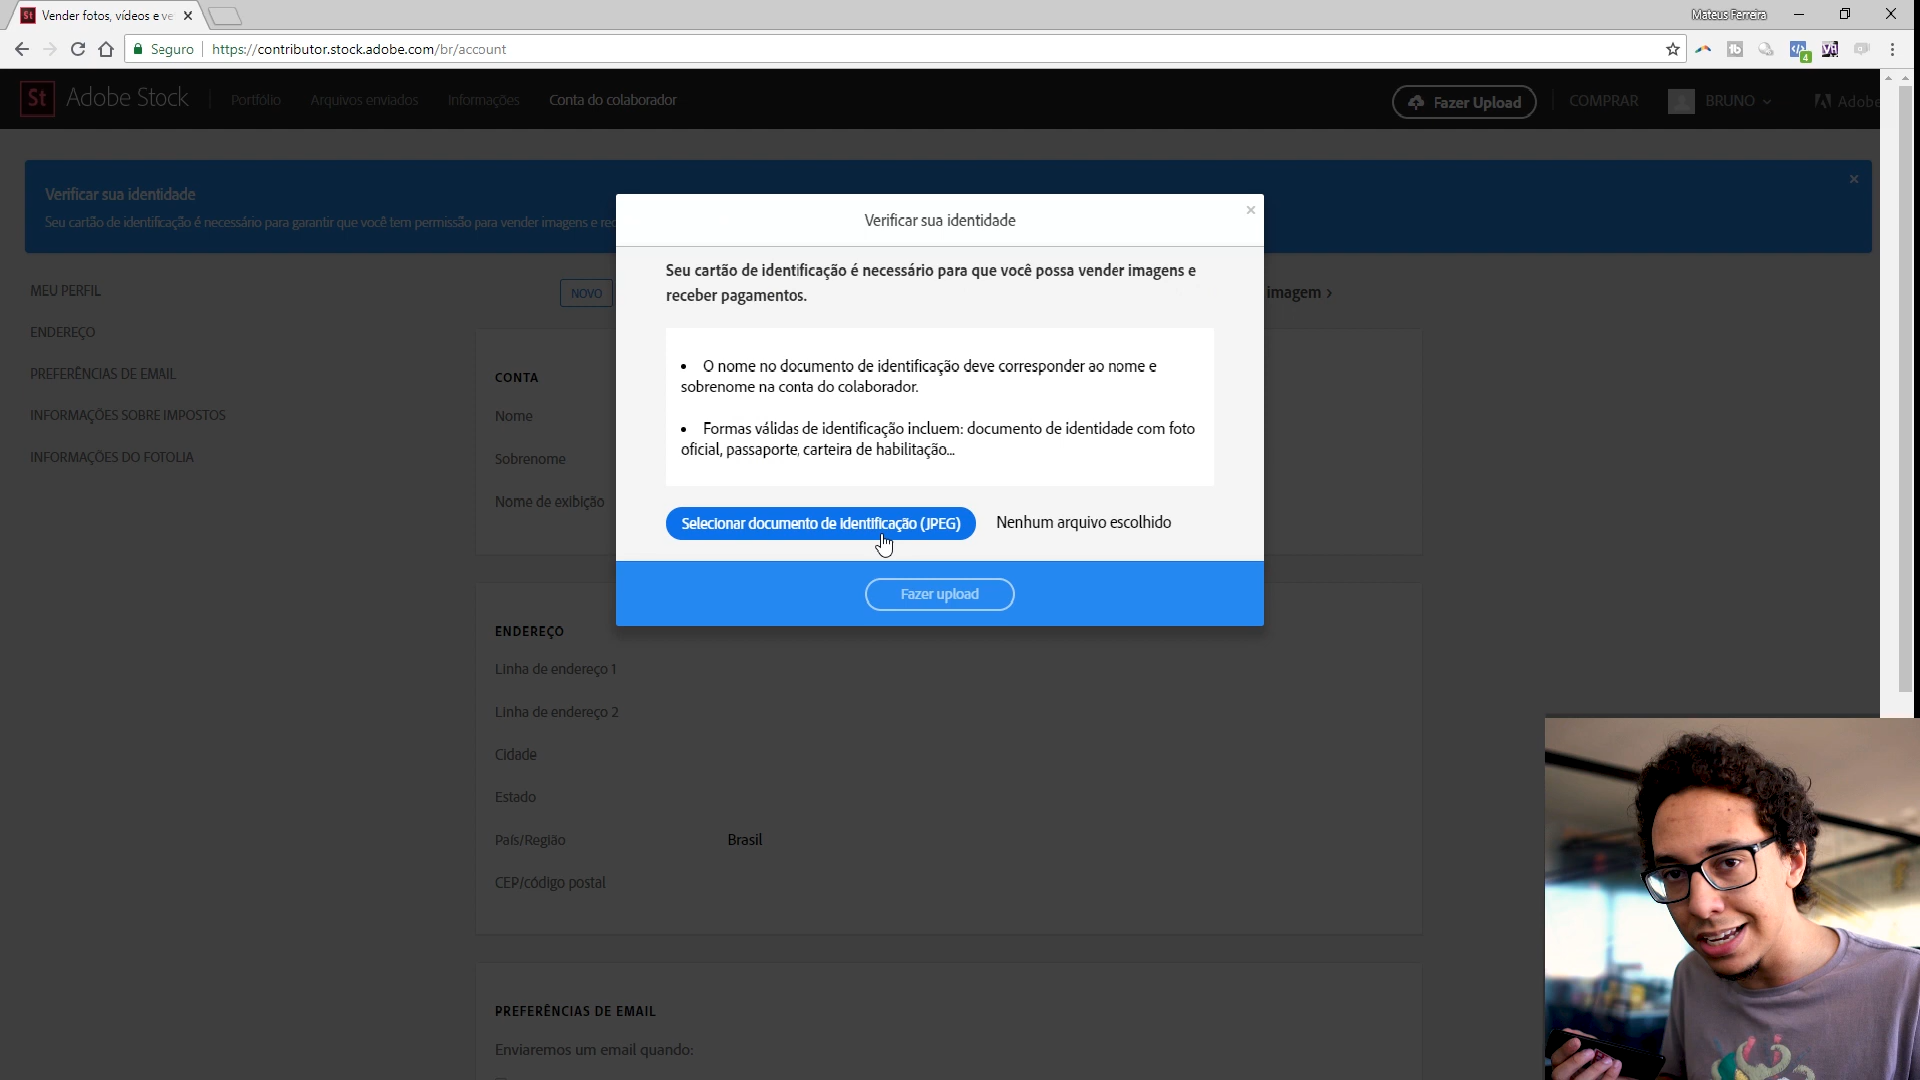 St Vender fotos, vídeos e ve
Mateus Ferreira
Seguro https://contributor.stock.adobe.com/br/account
St Adobe Stock Portfólio Arquivos enviados Informações Conta do colaborador Fazer Upload COMPRAR BRUNO Adobe
Verificar sua identidade
Seu cartão de identificação é necessário para garantir que você tem permissão para vender imagens e rec
Verificar sua identidade
Seu cartão de identificação é necessário para que você possa vender imagens e
receber pagamentos.
• O nome no documento de identificação deve corresponder ao nome e
sobrenome na conta do colaborador.
• Formas válidas de identificação incluem: documento de identidade com foto
oficial, passaporte, carteira de habilitação...
Selecionar documento de identificação (JPEG) Nenhum arquivo escolhido
Fazer upload
MEU PERFIL
ENDEREÇO
PREFERÊNCIAS DE EMAIL
INFORMAÇÕES SOBRE IMPOSTOS
INFORMAÇÕES DO FOTOLIA
NOVO
imagem ›
CONTA
Nome
Sobrenome
Nome de exibição
ENDEREÇO
Linha de endereço 1
Linha de endereço 2
Cidade
Estado
País/Região Brasil
CEP/código postal
PREFERÊNCIAS DE EMAIL
Enviaremos um email quando: